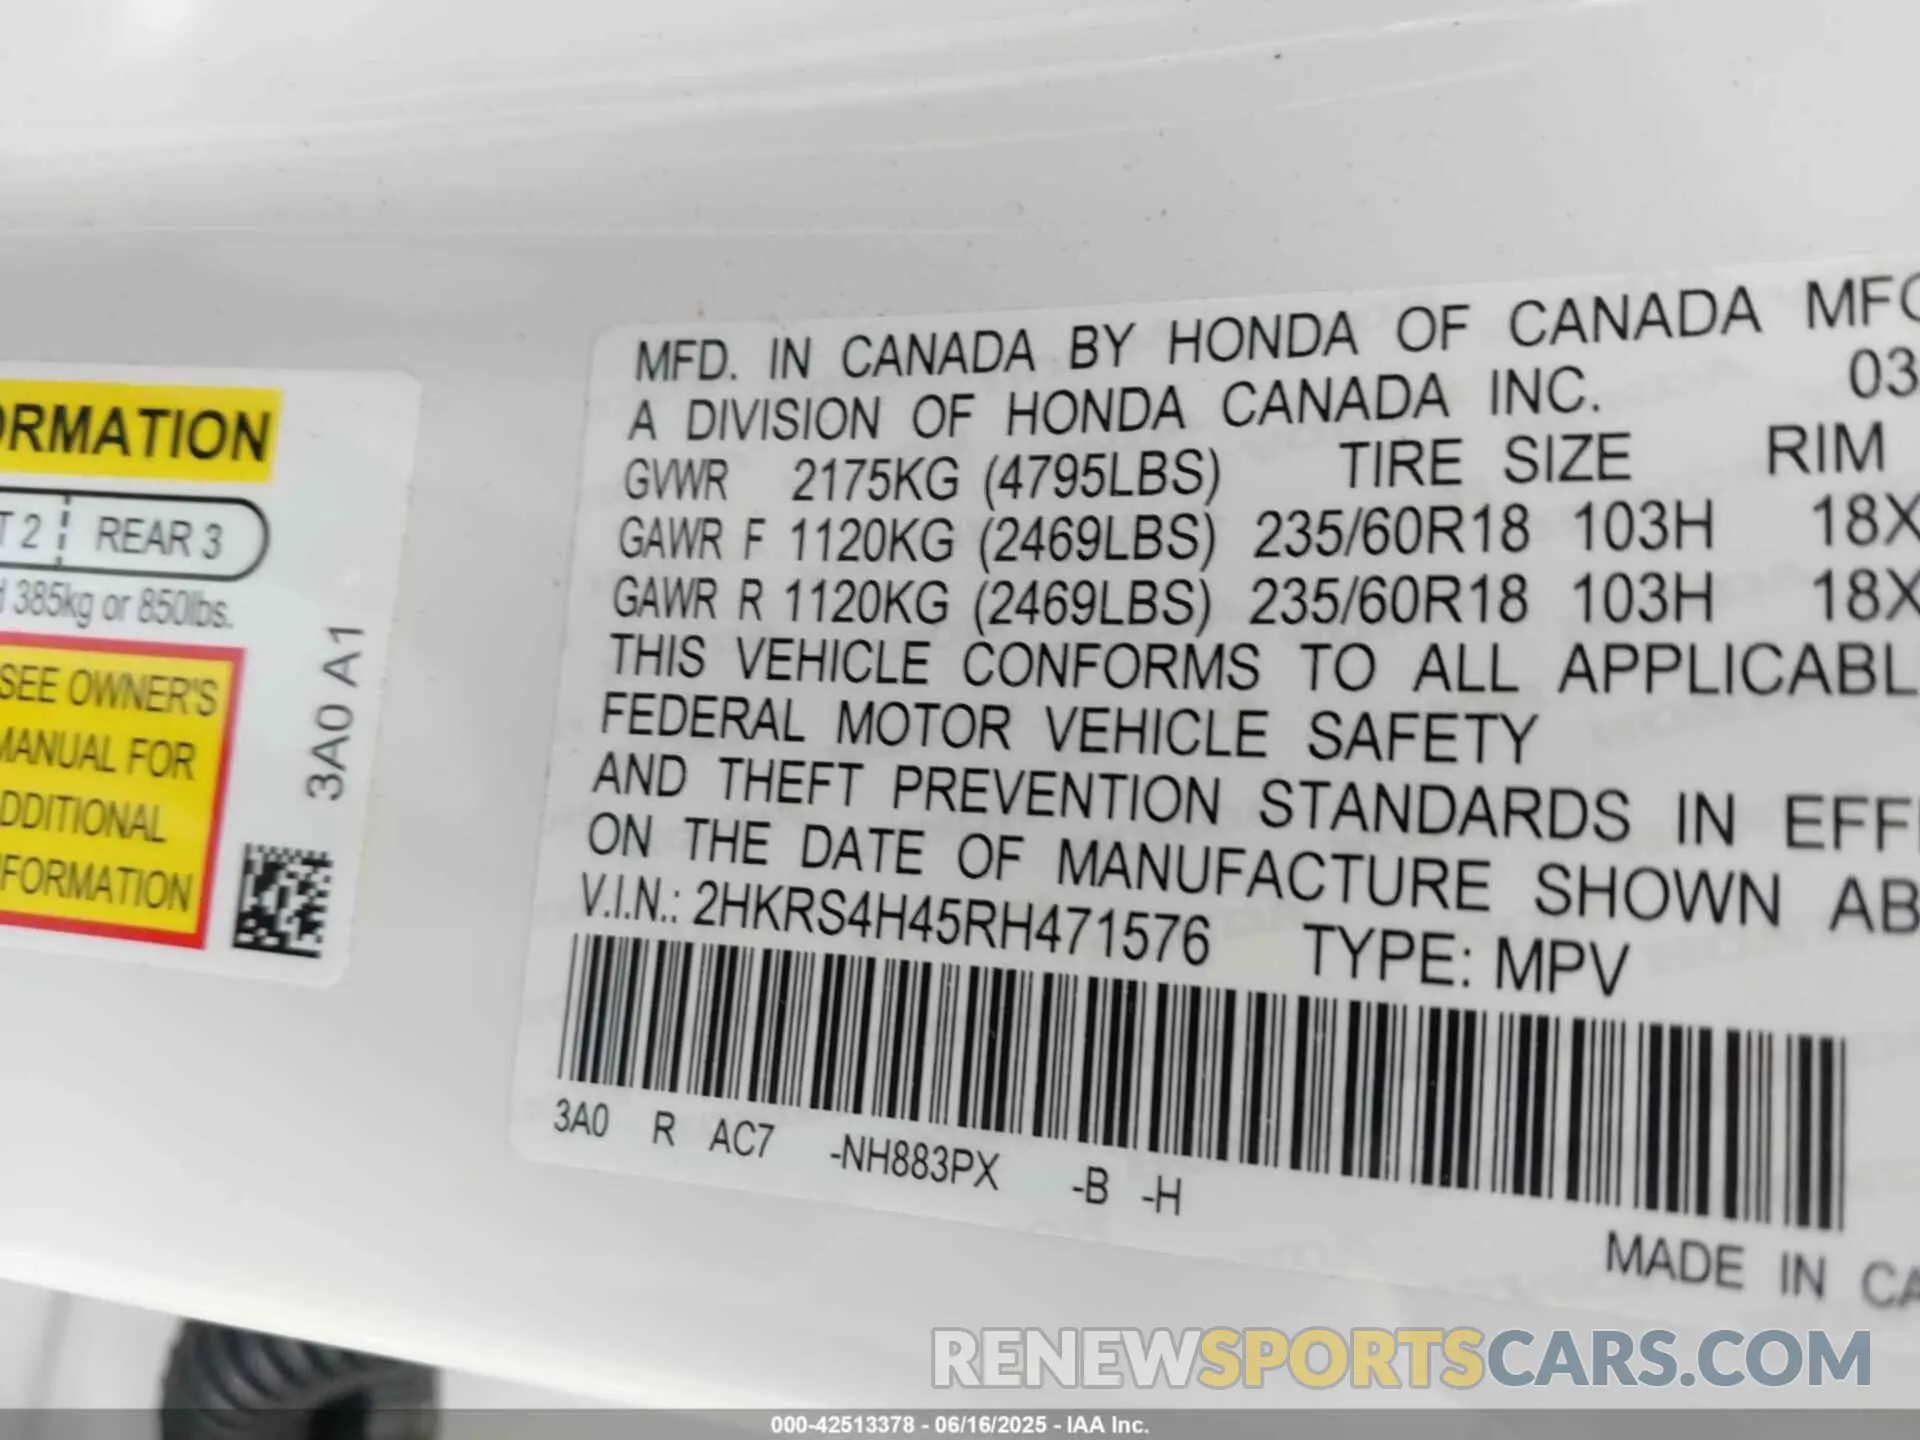 ORMATION
T 2 REAR 3
385kg or 850lbs.
SEE OWNER'S
MANUAL FOR
ADDITIONAL
INFORMATION
3A0 A1
MFD. IN CANADA BY HONDA OF CANADA MFG
A DIVISION OF HONDA CANADA INC. 03
GVWR 2175KG (4795LBS) TIRE SIZE RIM
GAWR F 1120KG (2469LBS) 235/60R18 103H 18X
GAWR R 1120KG (2469LBS) 235/60R18 103H 18X
THIS VEHICLE CONFORMS TO ALL APPLICABL
FEDERAL MOTOR VEHICLE SAFETY
AND THEFT PREVENTION STANDARDS IN EFF
ON THE DATE OF MANUFACTURE SHOWN AB
V.I.N.: 2HKRS4H45RH471576 TYPE: MPV
3A0 R AC7 -NH883PX -B -H
MADE IN CA
RENEWSPORTSCARS.COM
000-42513378 - 06/16/2025 - IAA Inc.